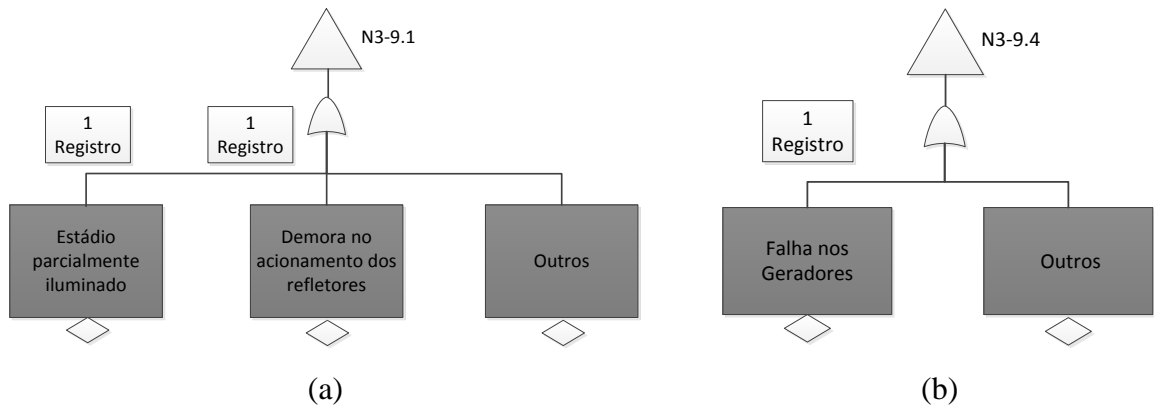 N3-9.1
1
Registro
1
Registro
Estádio
parcialmente
iluminado
Demora no
acionamento dos
refletores
Outros
(a)
N3-9.4
1
Registro
Falha nos
Geradores
Outros
(b)